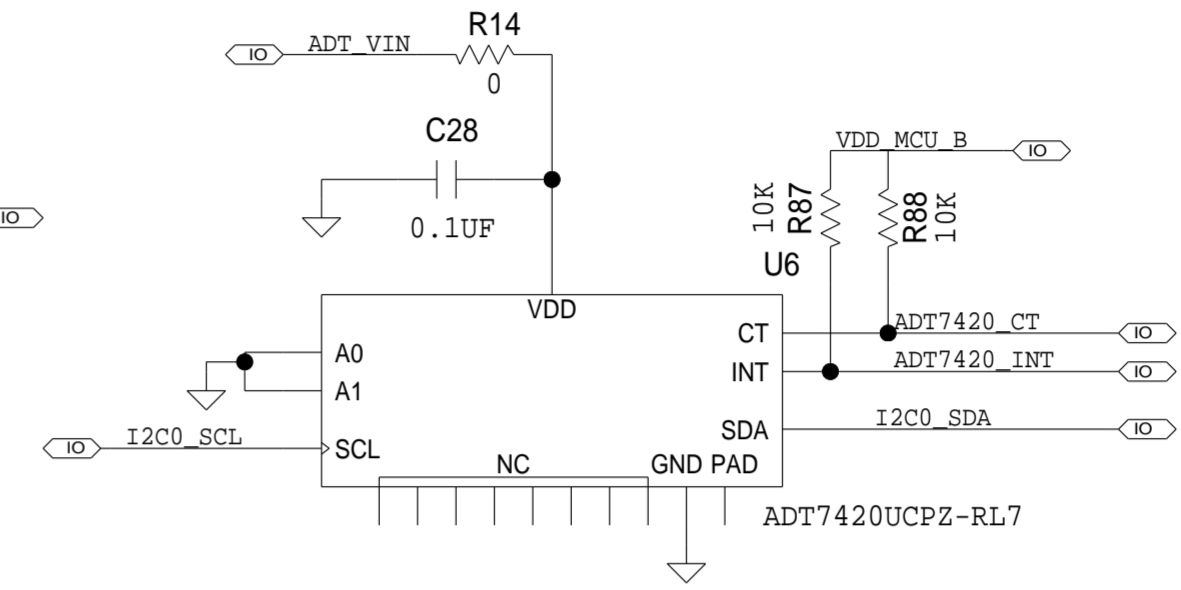 R14
IO ADT_VIN
0
C28
VDD_MCU_B IO
10K
R87
R88
10K
IO
0.1UF
U6
VDD
CT ADT7420_CT IO
A0
INT ADT7420_INT IO
A1
SDA I2C0_SDA IO
IO I2C0_SCL SCL
NC GND PAD
ADT7420UCPZ-RL7